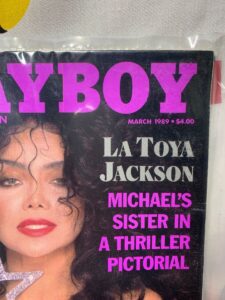 AYBOY
N
MARCH 1989 • $4.00
LA TOYA
JACKSON
MICHAEL'S
SISTER IN
A THRILLER
PICTORIAL